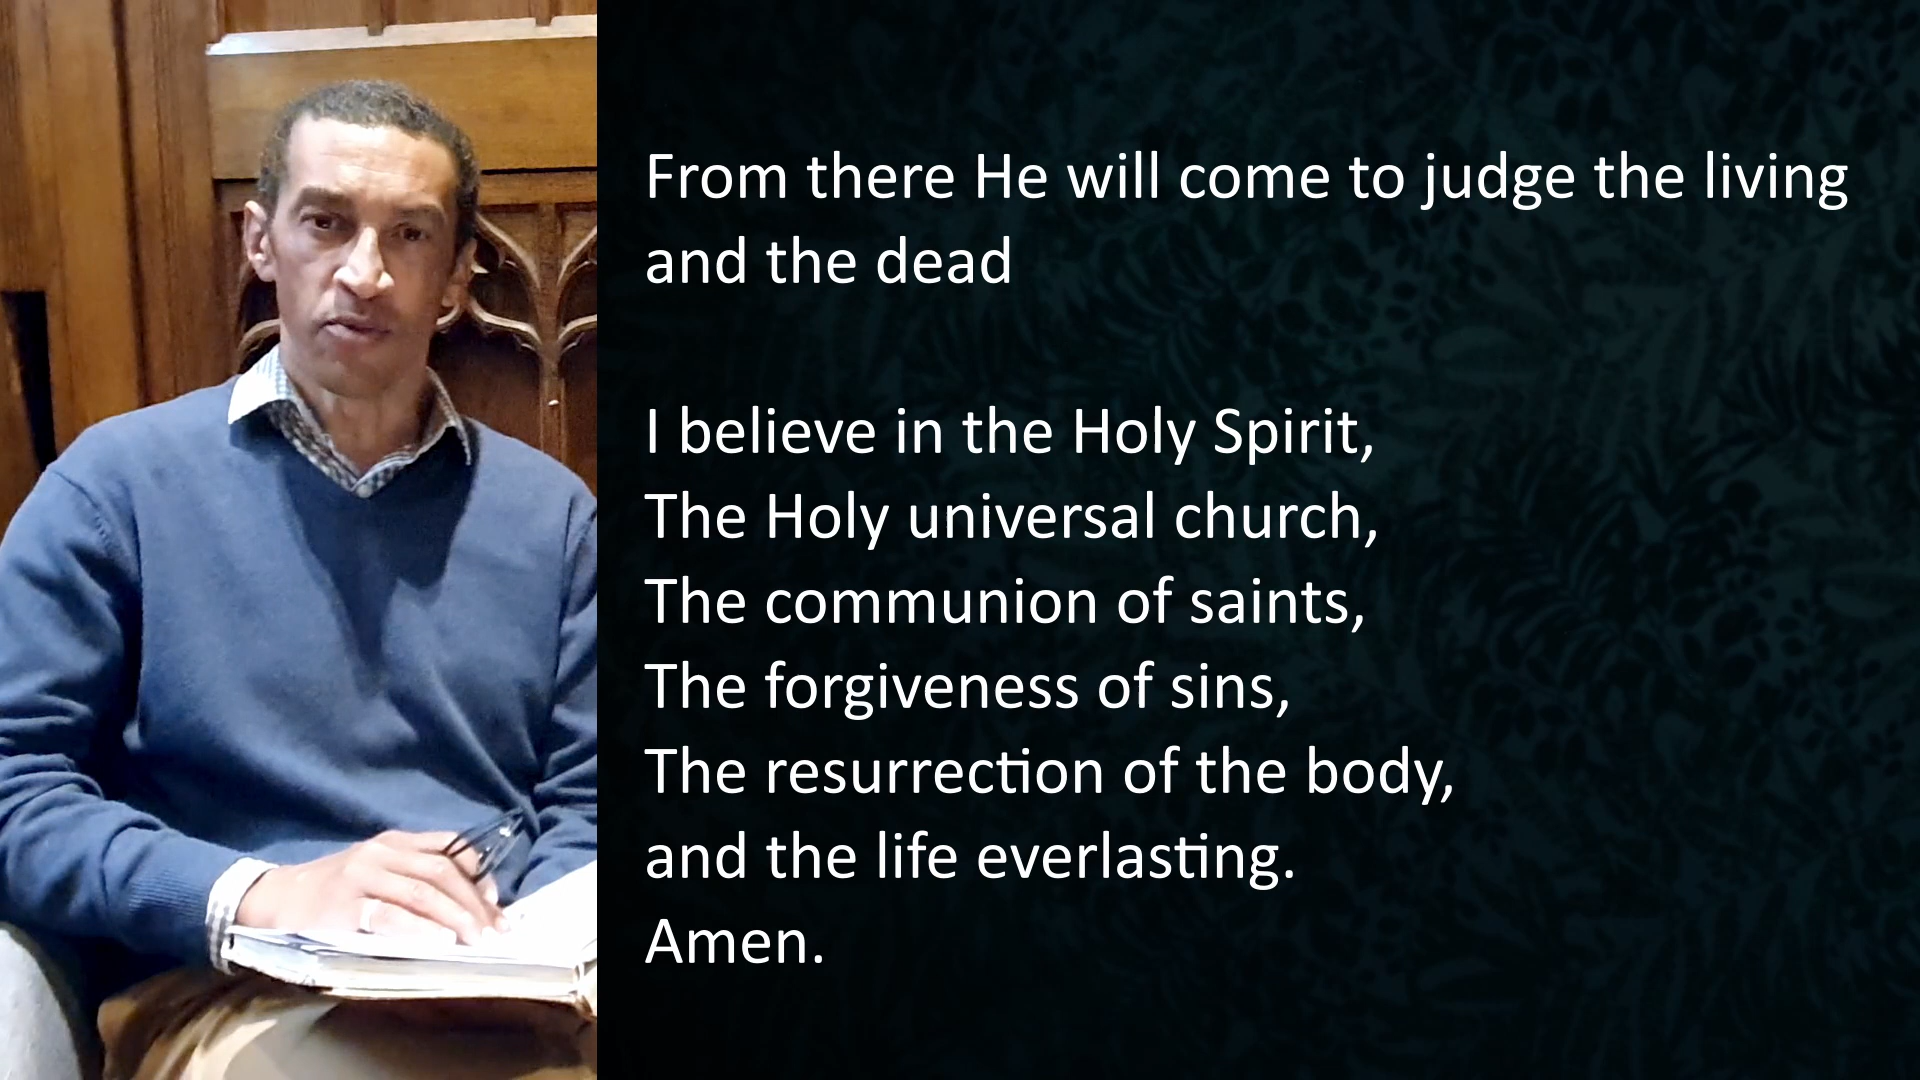 From there He will come to judge the living
and the dead
I believe in the Holy Spirit,
The Holy universal church,
The communion of saints,
The forgiveness of sins,
The resurrection of the body,
and the life everlasting.
Amen.